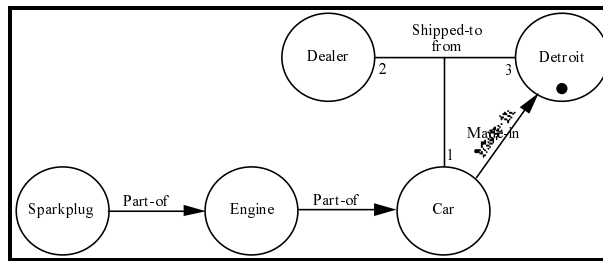 Shipped-to
from
Dealer
Detroit
2
3
Made-in
1
Part-of
Part-of
Sparkplug
Engine
Car